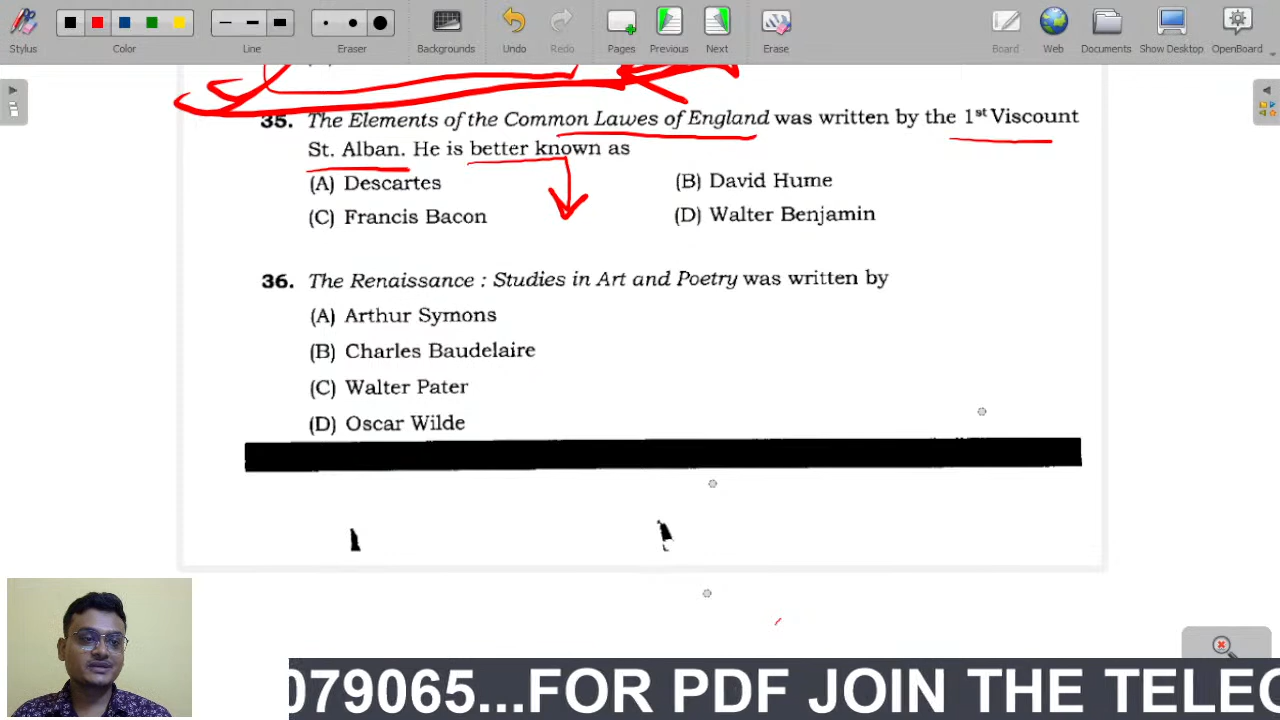 Stylus
Color
Line
Eraser
Backgrounds
Undo
Redo
Pages
Previous
Next
Erase
Board
Web
Documents
Show Desktop
OpenBoard
35. The Elements of the Common Lawes of England was written by the 1st Viscount
St. Alban. He is better known as
(A) Descartes
(B) David Hume
(C) Francis Bacon
(D) Walter Benjamin
36. The Renaissance : Studies in Art and Poetry was written by
(A) Arthur Symons
(B) Charles Baudelaire
(C) Walter Pater
(D) Oscar Wilde
079065...FOR PDF JOIN THE TELEG